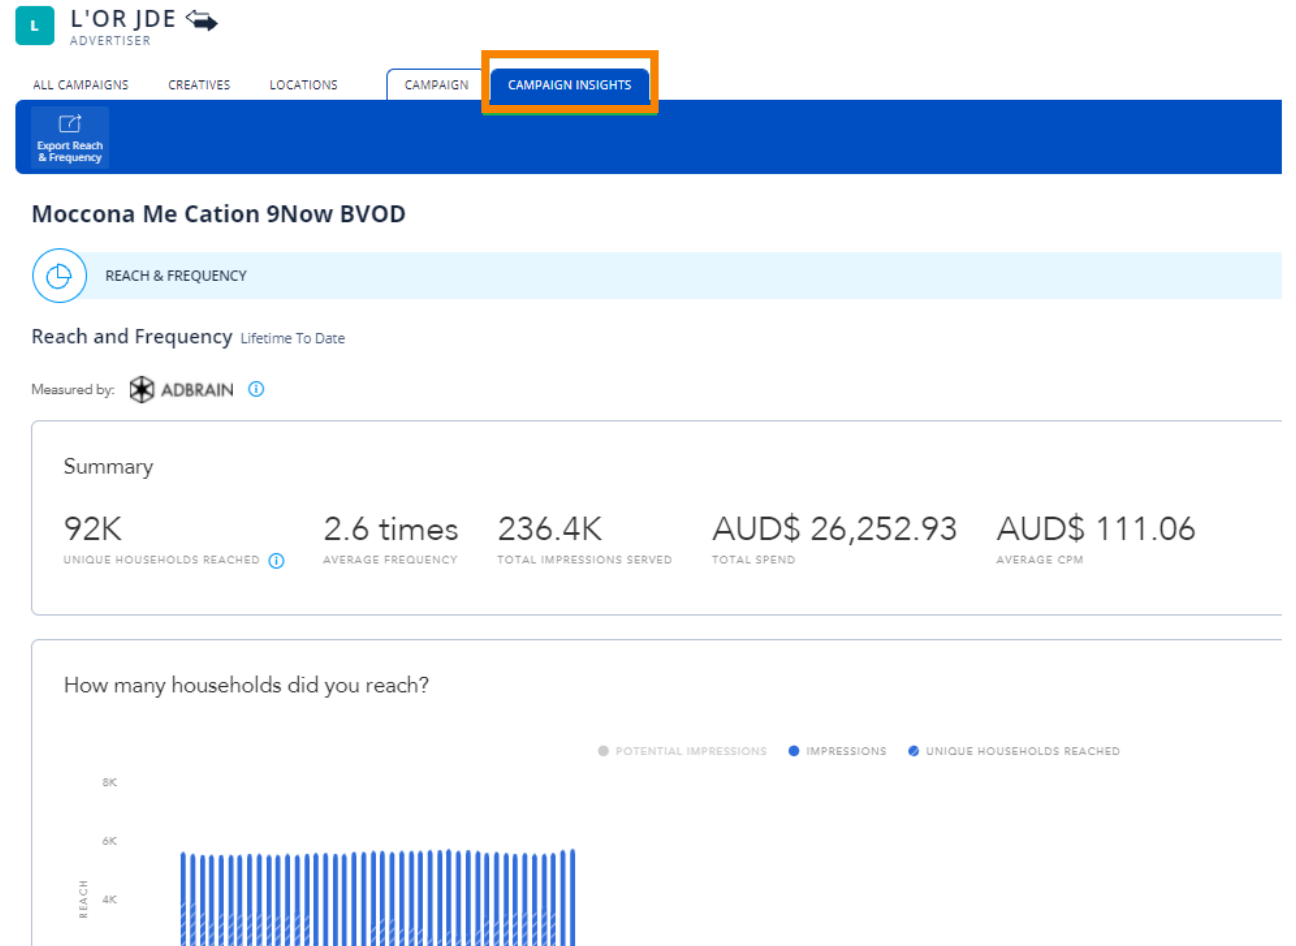 L
L'OR JDE
ADVERTISER
ALL CAMPAIGNS CREATIVES LOCATIONS CAMPAIGN CAMPAIGN INSIGHTS
Export Reach
& Frequency
Moccona Me Cation 9Now BVOD
REACH & FREQUENCY
Reach and Frequency Lifetime To Date
Measured by: ADBRAIN
Summary
92K 2.6 times 236.4K AUD$ 26,252.93 AUD$ 111.06
UNIQUE HOUSEHOLDS REACHED AVERAGE FREQUENCY TOTAL IMPRESSIONS SERVED TOTAL SPEND AVERAGE CPM
How many households did you reach?
POTENTIAL IMPRESSIONS IMPRESSIONS UNIQUE HOUSEHOLDS REACHED
8K
6K
4K
REACH